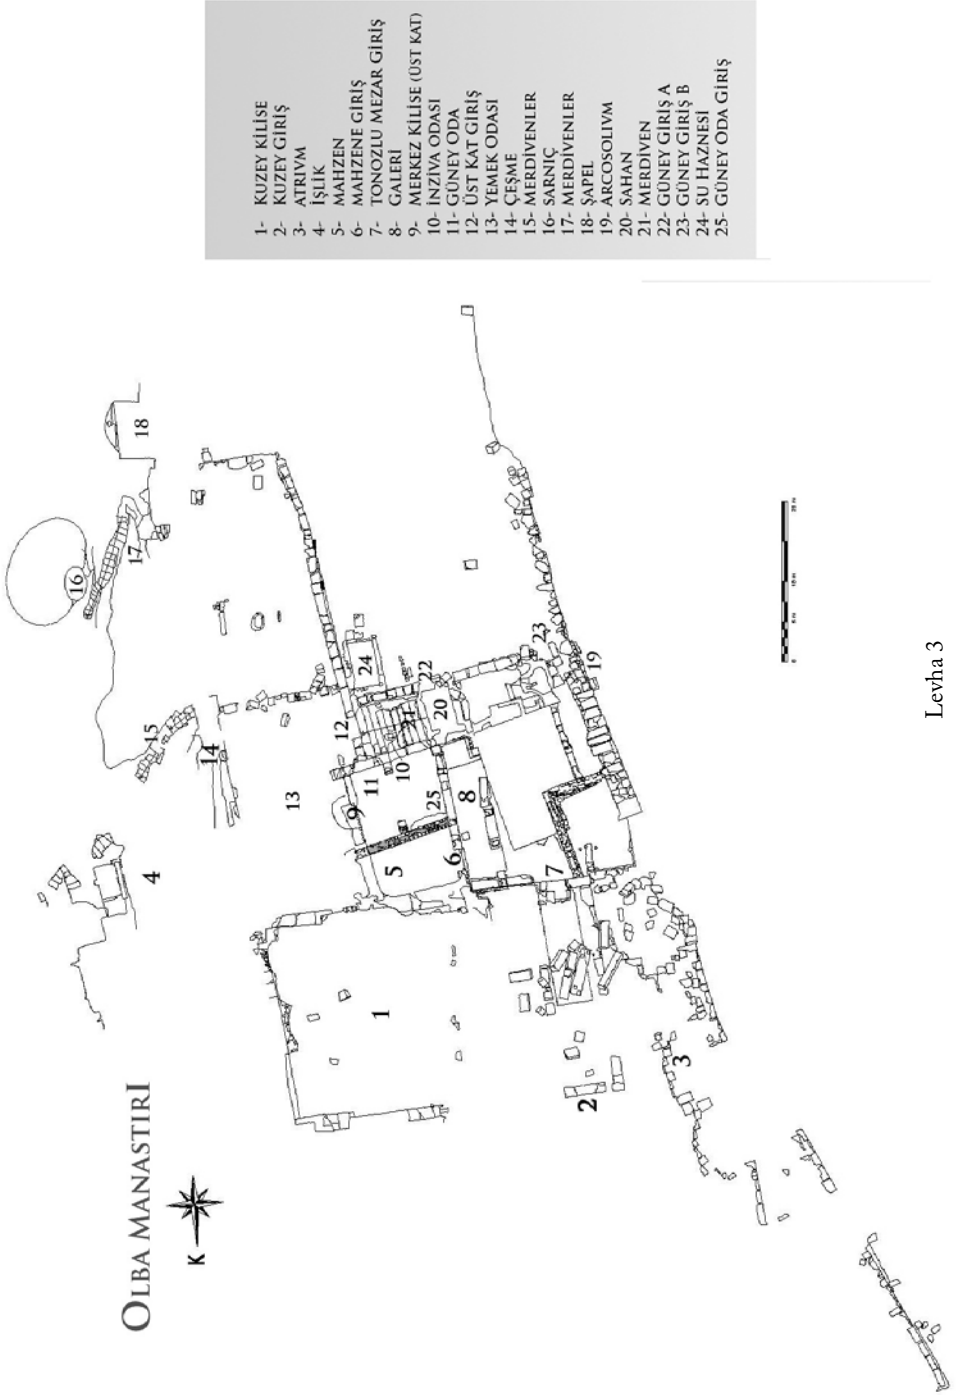 OLBA MANASTIRI
K
1- KUZEY KİLİSE
2- KUZEY GİRİŞ
3- ATRIVM
4- İŞLİK
5- MAHZEN
6- MAHZENE GİRİŞ
7- TONOZLU MEZAR GİRİŞ
8- GALERİ
9- MERKEZ KİLİSE (ÜST KAT)
10- İNZİVA ODASI
11- GÜNEY ODA
12- ÜST KAT GİRİŞ
13- YEMEK ODASI
14- ÇEŞME
15- MERDİVENLER
16- SARNIÇ
17- MERDİVENLER
18- ŞAPEL
19- ARCOSOLIVM
20- SAHAN
21- MERDİVEN
22- GÜNEY GİRİŞ A
23- GÜNEY GİRİŞ B
24- SU HAZNESİ
25- GÜNEY ODA GİRİŞ
16
17
18
15
14
4
13
12
24
11
10
21
22
9
20
23
19
25
8
5
6
7
1
2
3
Levha 3